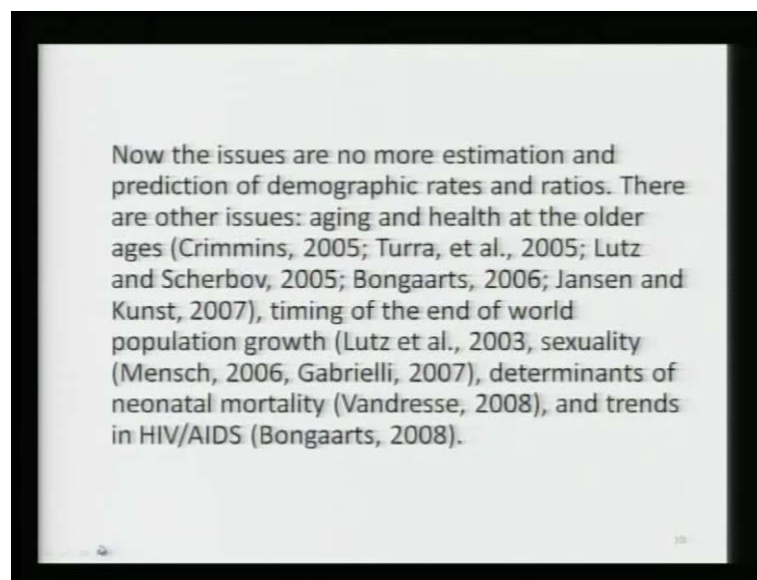 Now the issues are no more estimation and
prediction of demographic rates and ratios. There
are other issues: aging and health at the older
ages (Crimmins, 2005; Turra, et al., 2005; Lutz
and Scherbov, 2005; Bongaarts, 2006; Jansen and
Kunst, 2007), timing of the end of world
population growth (Lutz et al., 2003, sexuality
(Mensch, 2006, Gabrielli, 2007), determinants of
neonatal mortality (Vandresse, 2008), and trends
in HIV/AIDS (Bongaarts, 2008).